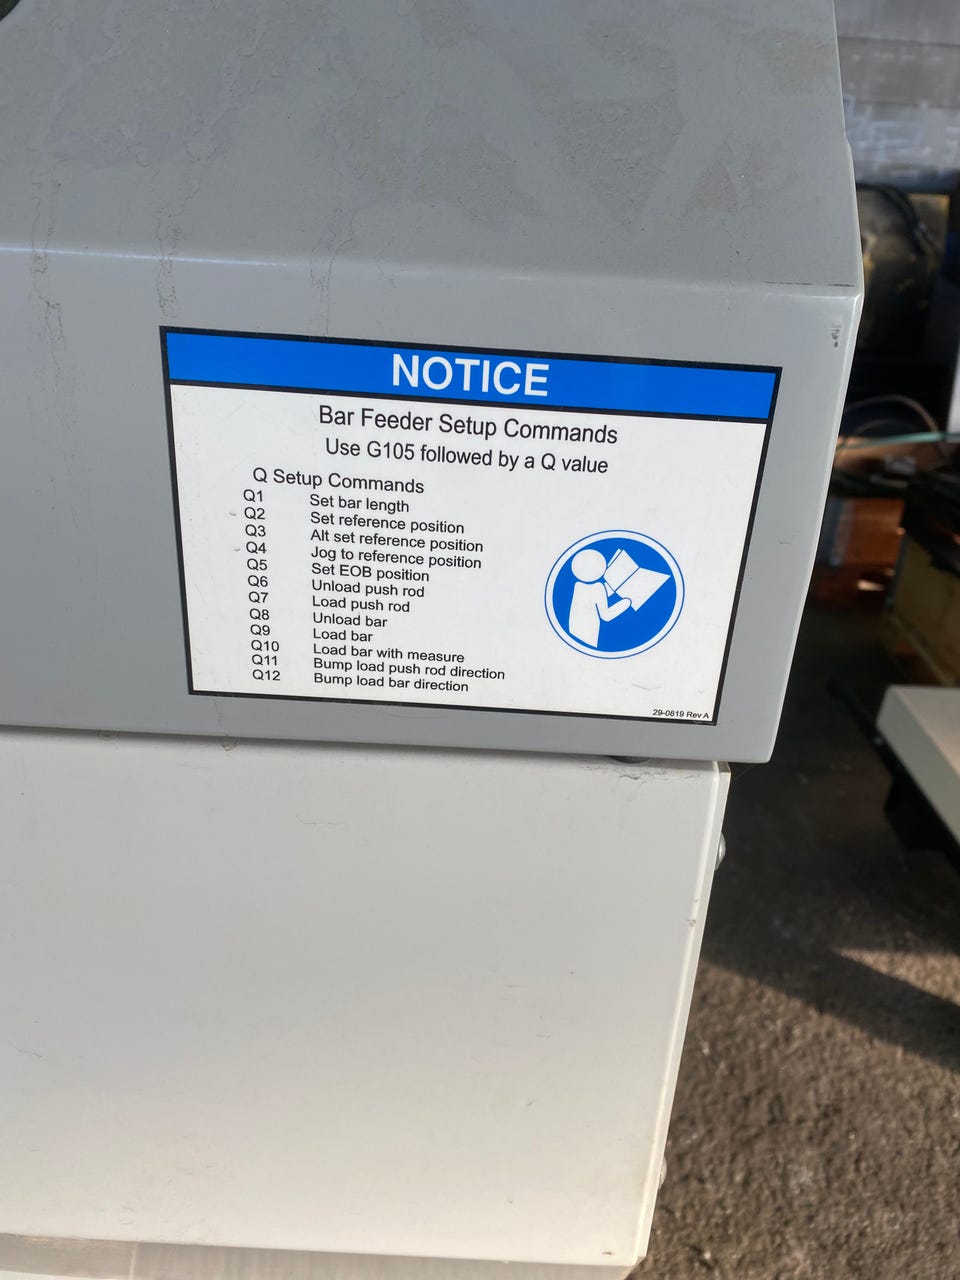 NOTICE
Bar Feeder Setup Commands
Use G105 followed by a Q value
Q Setup Commands
Q1 Set bar length
Q2 Set reference position
Q3 Alt set reference position
Q4 Jog to reference position
Q5 Set EOB position
Q6 Unload push rod
Q7 Load push rod
Q8 Unload bar
Q9 Load bar
Q10 Load bar with measure
Q11 Bump load push rod direction
Q12 Bump load bar direction
29-0819 Rev A